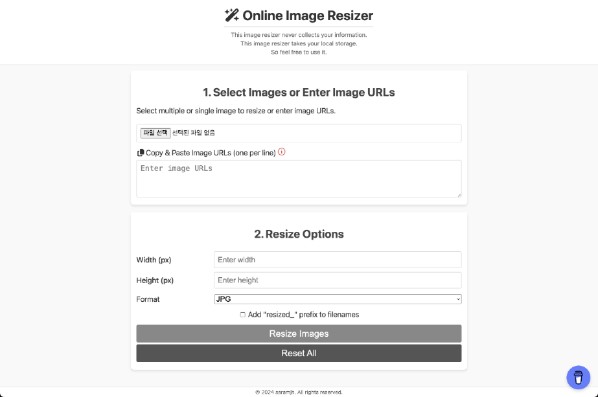 Online Image Resizer
This image resizer never collects your information.
This image resizer takes your local storage.
So feel free to use it.
1. Select Images or Enter Image URLs
Select multiple or single image to resize or enter image URLs.
파일 선택 선택된 파일 없음
Copy & Paste Image URLs (one per line)
Enter image URLs
2. Resize Options
Width (px)
Enter width
Height (px)
Enter height
Format
JPG
Add "resized_" prefix to filenames
Resize Images
Reset All
© 2024 All rights reserved.